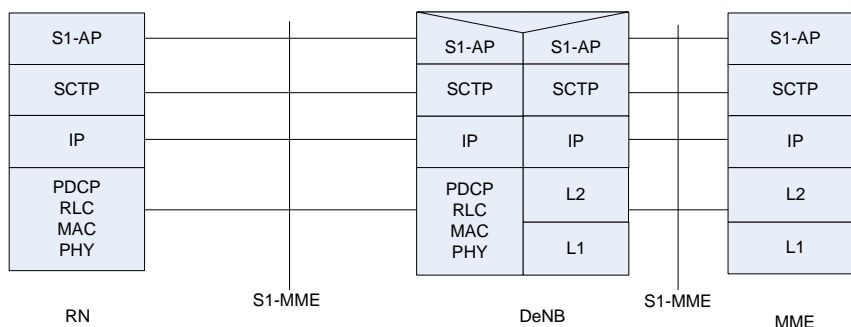 S1-AP
SCTP
IP
PDCP
RLC
MAC
PHY
RN
S1-MME
S1-AP
S1-AP
SCTP
SCTP
IP
IP
PDCP
RLC
MAC
PHY
L2
L1
DeNB
S1-MME
S1-AP
SCTP
IP
L2
L1
MME